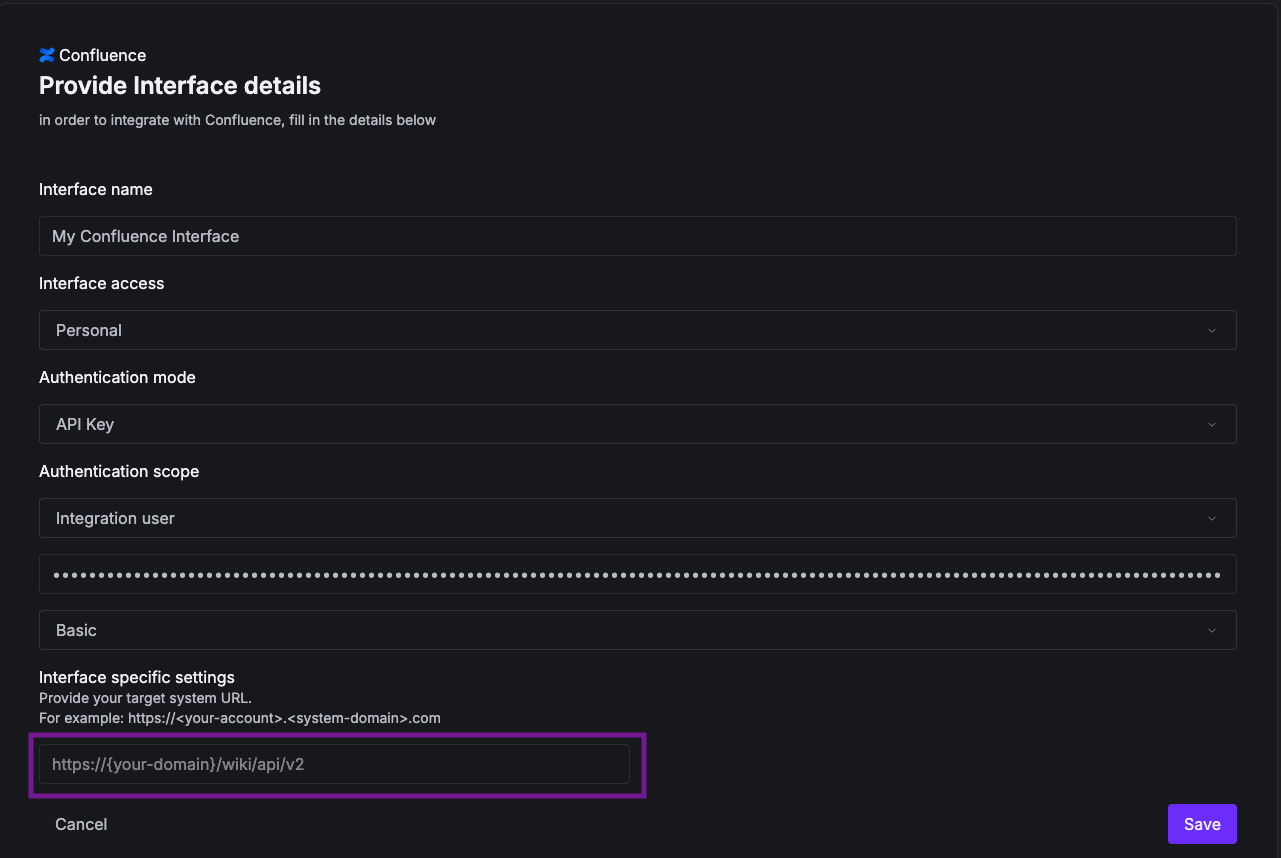 Confluence
Provide Interface details
in order to integrate with Confluence, fill in the details below
Interface name
My Confluence Interface
Interface access
Personal
Authentication mode
API Key
Authentication scope
Integration user
Basic
Interface specific settings
Provide your target system URL.
For example: https://<your-account>.<system-domain>.com
https://{your-domain}/wiki/api/v2
Cancel
Save